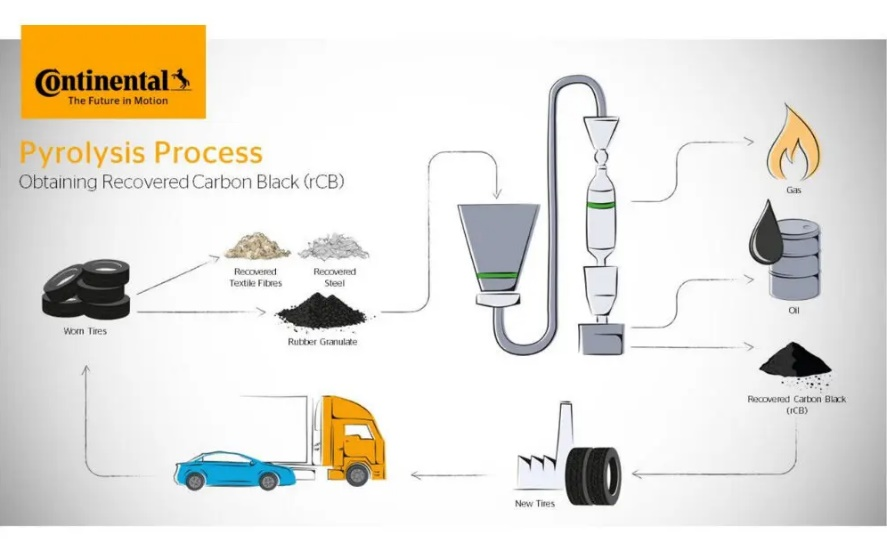 Continental
The Future in Motion
Pyrolysis Process
Obtaining Recovered Carbon Black (rCB)
Worn Tires
Recovered
Textile Fibres
Recovered
Steel
Rubber Granulate
Gas
Oil
Recovered Carbon Black
(rCB)
New Tires